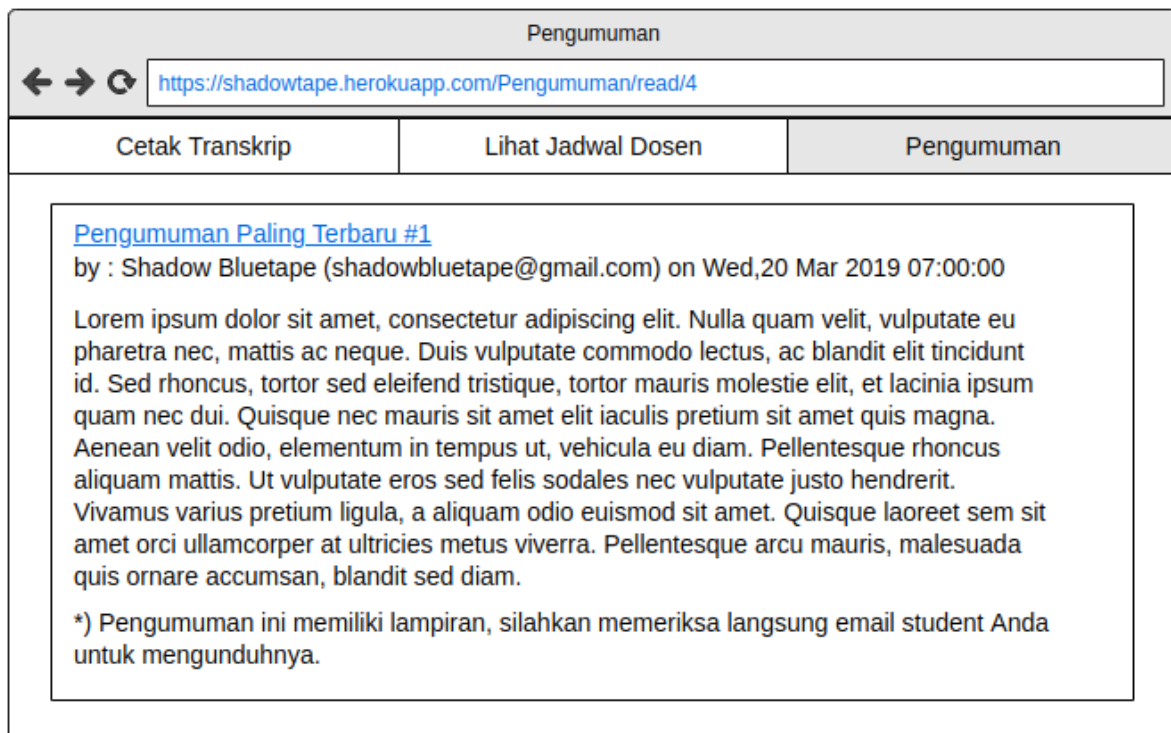 Pengumuman
https://shadowtape.herokuapp.com/Pengumuman/read/4
Cetak Transkrip
Lihat Jadwal Dosen
Pengumuman
Pengumuman Paling Terbaru #1
by : Shadow Bluetape (shadowbluetape@gmail.com) on Wed,20 Mar 2019 07:00:00
Lorem ipsum dolor sit amet, consectetur adipiscing elit. Nulla quam velit, vulputate eu
pharetra nec, mattis ac neque. Duis vulputate commodo lectus, ac blandit elit tincidunt
id. Sed rhoncus, tortor sed eleifend tristique, tortor mauris molestie elit, et lacinia ipsum
quam nec dui. Quisque nec mauris sit amet elit iaculis pretium sit amet quis magna.
Aenean velit odio, elementum in tempus ut, vehicula eu diam. Pellentesque rhoncus
aliquam mattis. Ut vulputate eros sed felis sodales nec vulputate justo hendrerit.
Vivamus varius pretium ligula, a aliquam odio euismod sit amet. Quisque laoreet sem sit
amet orci ullamcorper at ultricies metus viverra. Pellentesque arcu mauris, malesuada
quis ornare accumsan, blandit sed diam.
*) Pengumuman ini memiliki lampiran, silahkan memeriksa langsung email student Anda
untuk mengunduhnya.